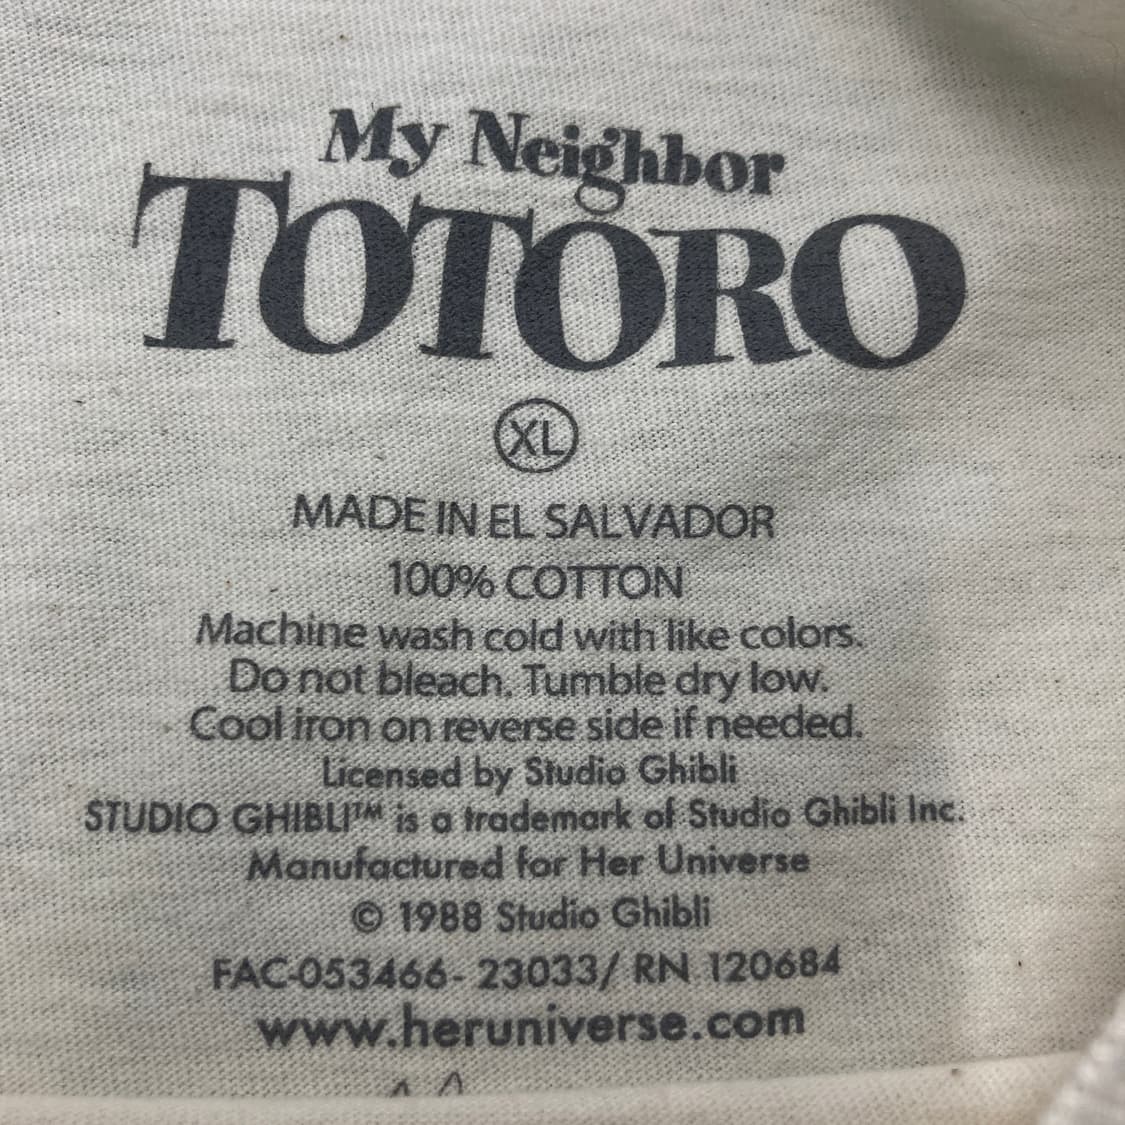 My Neighbor
TOTORO
XL
MADE IN EL SALVADOR
100% COTTON
Machine wash cold with like colors.
Do not bleach. Tumble dry low.
Cool iron on reverse side if needed.
Licensed by Studio Ghibli
STUDIO GHIBLI™ is a trademark of Studio Ghibli Inc.
Manufactured for Her Universe
© 1988 Studio Ghibli
FAC-053466- 23033/ RN 120684
www.heruniverse.com